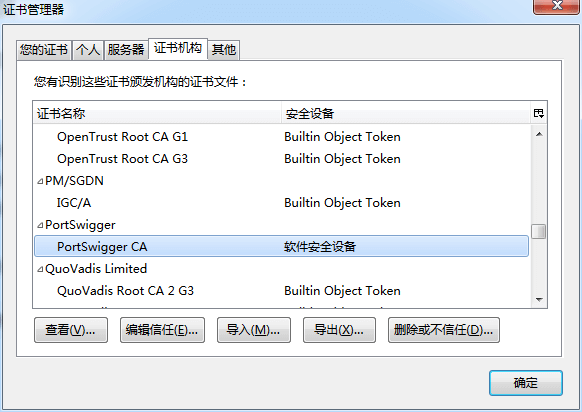 证书管理器
您的证书 个人 服务器 证书机构 其他
您有识别这些证书颁发机构的证书文件：
证书名称 安全设备
OpenTrust Root CA G1 Builtin Object Token
OpenTrust Root CA G3 Builtin Object Token
PM/SGDN
IGC/A Builtin Object Token
PortSwigger
PortSwigger CA 软件安全设备
QuoVadis Limited
QuoVadis Root CA 2 G3 Builtin Object Token
查看(V)... 编辑信任(E)... 导入(M)... 导出(X)... 删除或不信任(D)...
确定